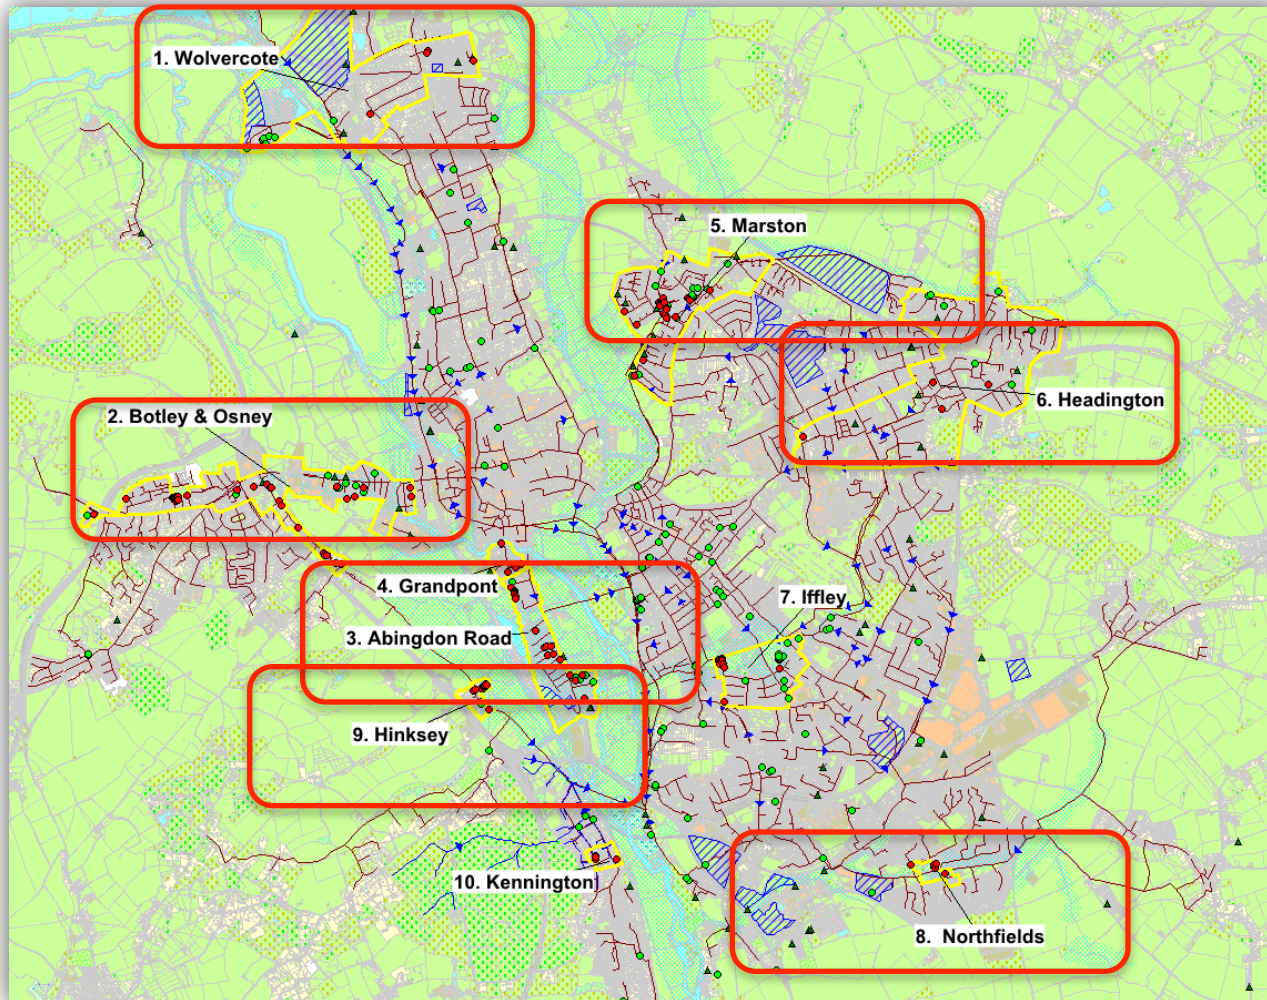 1. Wolvercote
5. Marston
6. Headington
2. Botley & Osney
4. Grandpont
7. Iffley
3. Abingdon Road
9. Hinksey
10. Kennington
8. Northfields